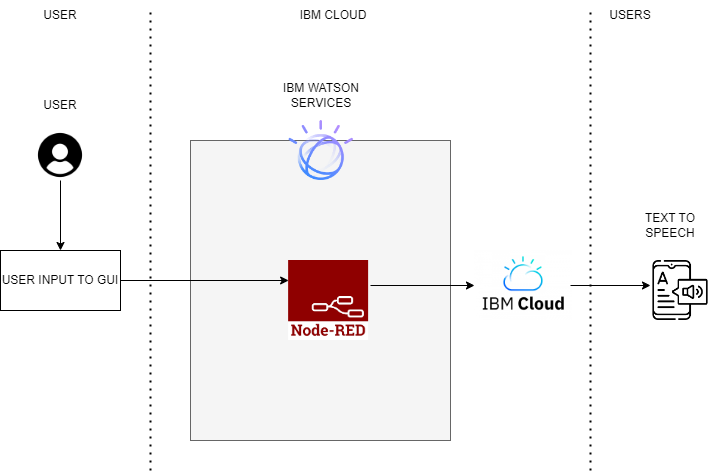 USER
IBM CLOUD
USERS
IBM WATSON
SERVICES
USER
TEXT TO
SPEECH
USER INPUT TO GUI
Node-RED
IBM Cloud
A